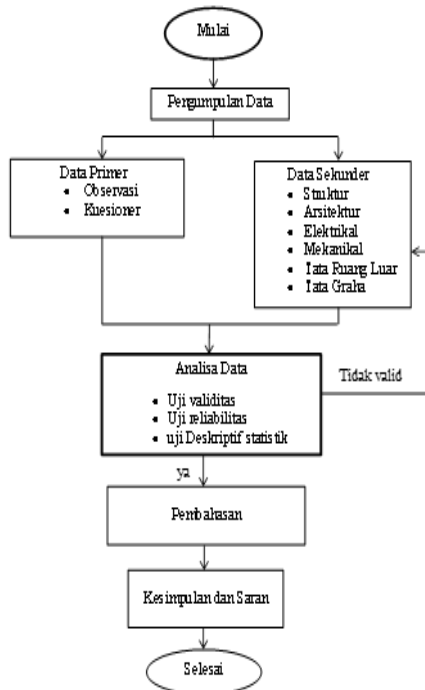 Mulai
Pengumpulan Data
Data Primer
• Observasi
• Kuesioner
Data Sekunder
• Struktur
• Arsitektur
• Elektrikal
• Mekanikal
• Tata Ruang Luar
• Tata Graha
Analisa Data
• Uji validitas
• Uji reliabilitas
• uji Deskriptif statistik
Tidak valid
ya
Pembahasan
Kesimpulan dan Saran
Selesai